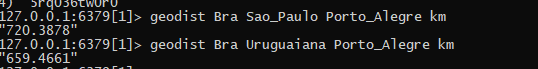 127.0.0.1:6379[1]> geodist Bra Sao_Paulo Porto_Alegre km
"720.3878"
127.0.0.1:6379[1]> geodist Bra Uruguaiana Porto_Alegre km
"659.4661"